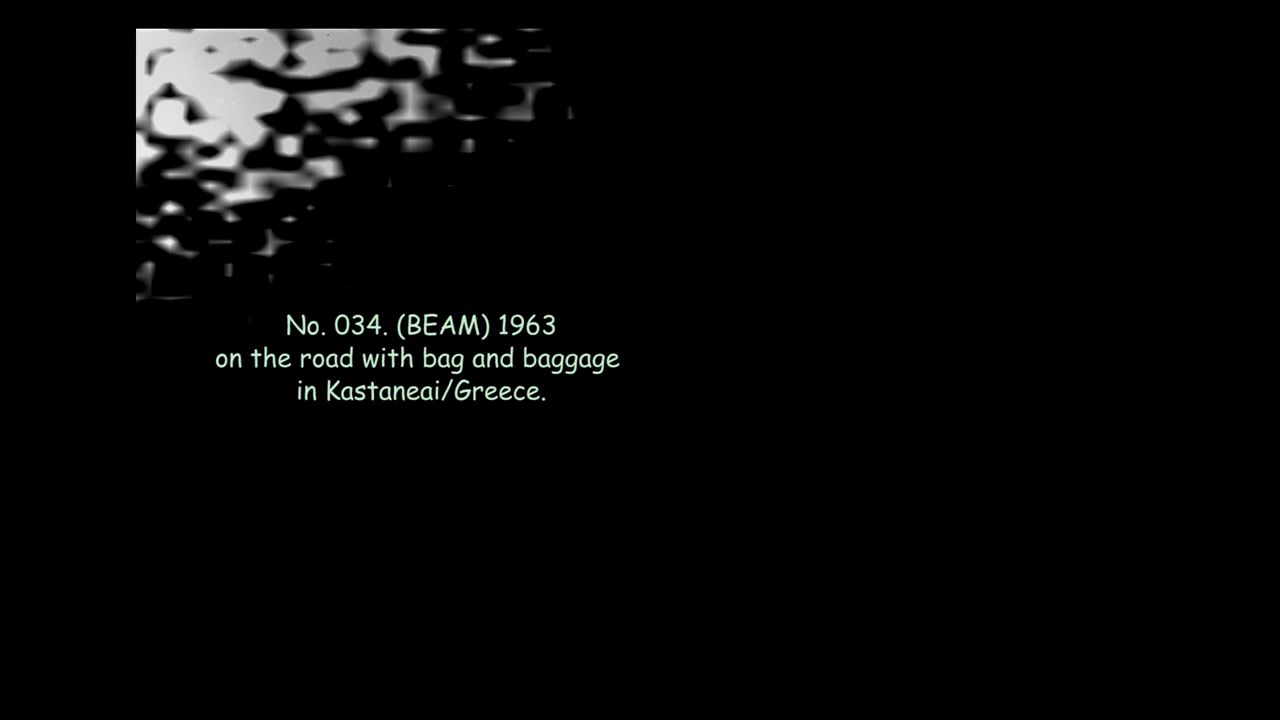 No. 034. (BEAM) 1963
on the road with bag and baggage
in Kastaneai/Greece.